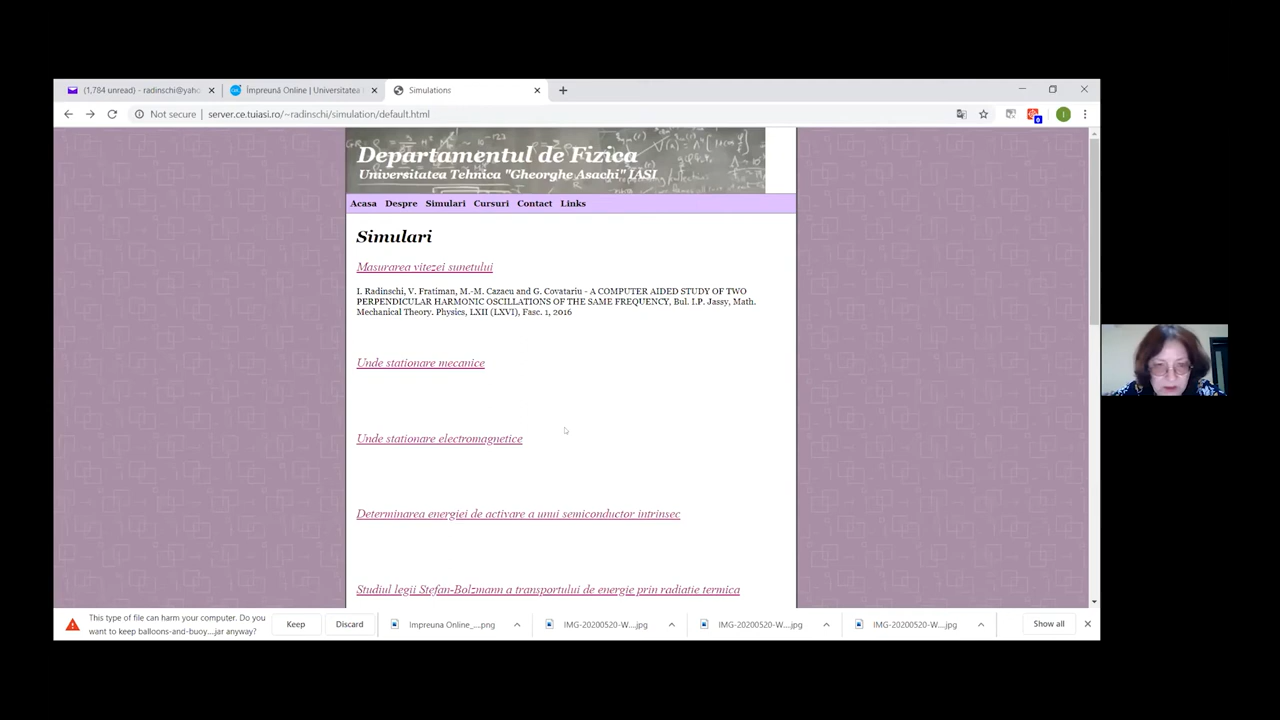 (1,784 unread) - radinschi@yaho
Împreună Online | Universitatea
Simulations
Not secure | server.ce.tuiasi.ro/~radinschi/simulation/default.html
Departamentul de Fizica
Universitatea Tehnica "Gheorghe Asachi" IASI
Acasa Despre Simulari Cursuri Contact Links
Simulari
Masurarea vitezei sunetului
I. Radinschi, V. Fratiman, M.-M. Cazacu and G. Covatariu - A COMPUTER AIDED STUDY OF TWO
PERPENDICULAR HARMONIC OSCILLATIONS OF THE SAME FREQUENCY, Bul. I.P. Jassy, Math.
Mechanical Theory. Physics, LXII (LXVI), Fasc. 1, 2016
Unde stationare mecanice
Unde stationare electromagnetice
Determinarea energiei de activare a unui semiconductor intrinsec
Studiul legii Stefan-Bolzmann a transportului de energie prin radiatie termica
This type of file can harm your computer. Do you
want to keep balloons-and-buoy....jar anyway?
Keep
Discard
Impreuna Online_....png
IMG-20200520-W....jpg
IMG-20200520-W....jpg
IMG-20200520-W....jpg
Show all